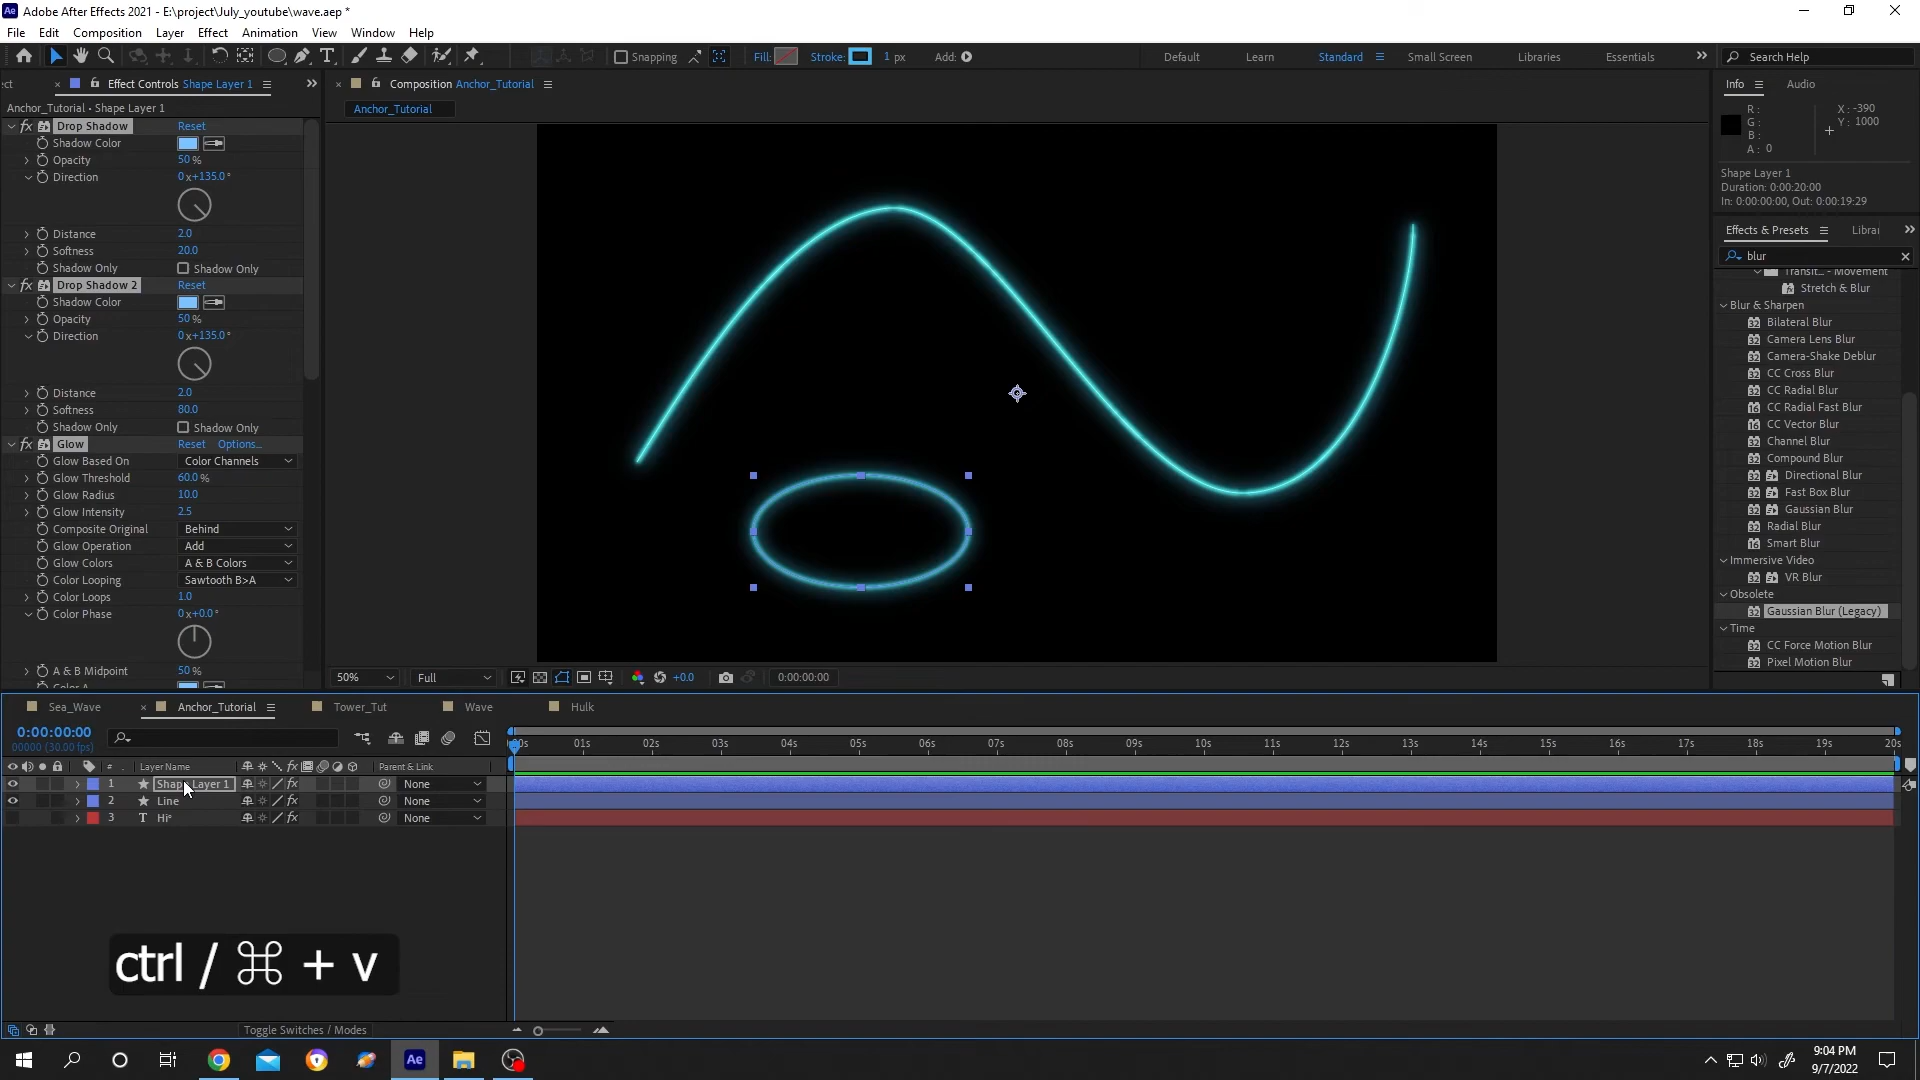 Adobe After Effects 2021 - E:\project\July_youtube\wave.aep *
File Edit Composition Layer Effect Animation View Window Help
Snapping Fill: Stroke: 1 px Add: Default Learn Standard Small Screen Libraries Essentials Search Help
Effect Controls Shape Layer 1
Composition Anchor_Tutorial
Info Audio
Anchor_Tutorial • Shape Layer 1
Anchor_Tutorial
Drop Shadow Reset
Shadow Color
Opacity 50 %
Direction 0x+135.0°
Distance 2.0
Softness 20.0
Shadow Only Shadow Only
Drop Shadow 2 Reset
Shadow Color
Opacity 50 %
Direction 0x+135.0°
Distance 2.0
Softness 80.0
Shadow Only Shadow Only
Glow Reset Options...
Glow Based On Color Channels
Glow Threshold 60.0 %
Glow Radius 10.0
Glow Intensity 2.5
Composite Original Behind
Glow Operation Add
Glow Colors A & B Colors
Color Looping Sawtooth B>A
Color Loops 1.0
Color Phase 0x+0.0°
A & B Midpoint 50 %
Color A
R :
G :
B :
A : 0
X : -390
Y : 1000
Shape Layer 1
Duration: 0:00:20:00
In: 0:00:00:00, Out: 0:00:19:29
Effects & Presets Librai
blur
Transit... - Movement
Stretch & Blur
Blur & Sharpen
Bilateral Blur
Camera Lens Blur
Camera-Shake Deblur
CC Cross Blur
CC Radial Blur
CC Radial Fast Blur
CC Vector Blur
Channel Blur
Compound Blur
Directional Blur
Fast Box Blur
Gaussian Blur
Radial Blur
Smart Blur
Immersive Video
VR Blur
Obsolete
Gaussian Blur (Legacy)
Time
CC Force Motion Blur
Pixel Motion Blur
50% Full +0.0 0:00:00:00
Sea_Wave Anchor_Tutorial Tower_Tut Wave Hulk
0:00:00:00
00000 (30.00 fps)
01s 02s 03s 04s 05s 06s 07s 08s 09s 10s 11s 12s 13s 14s 15s 16s 17s 18s 19s 20s
# Layer Name Parent & Link
1 Shape Layer 1 None
2 Line None
3 T None
ctrl / ⌘ + v
Toggle Switches / Modes
9:04 PM
9/7/2022